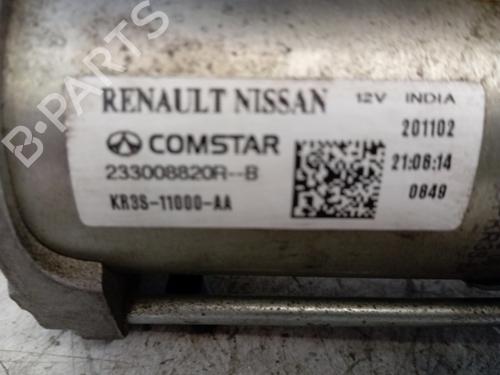 RENAULT NISSAN 12V INDIA
201102
COMSTAR
233008820R--B 21:06:14
KR3S-11000-AA 0849
B-PARTS